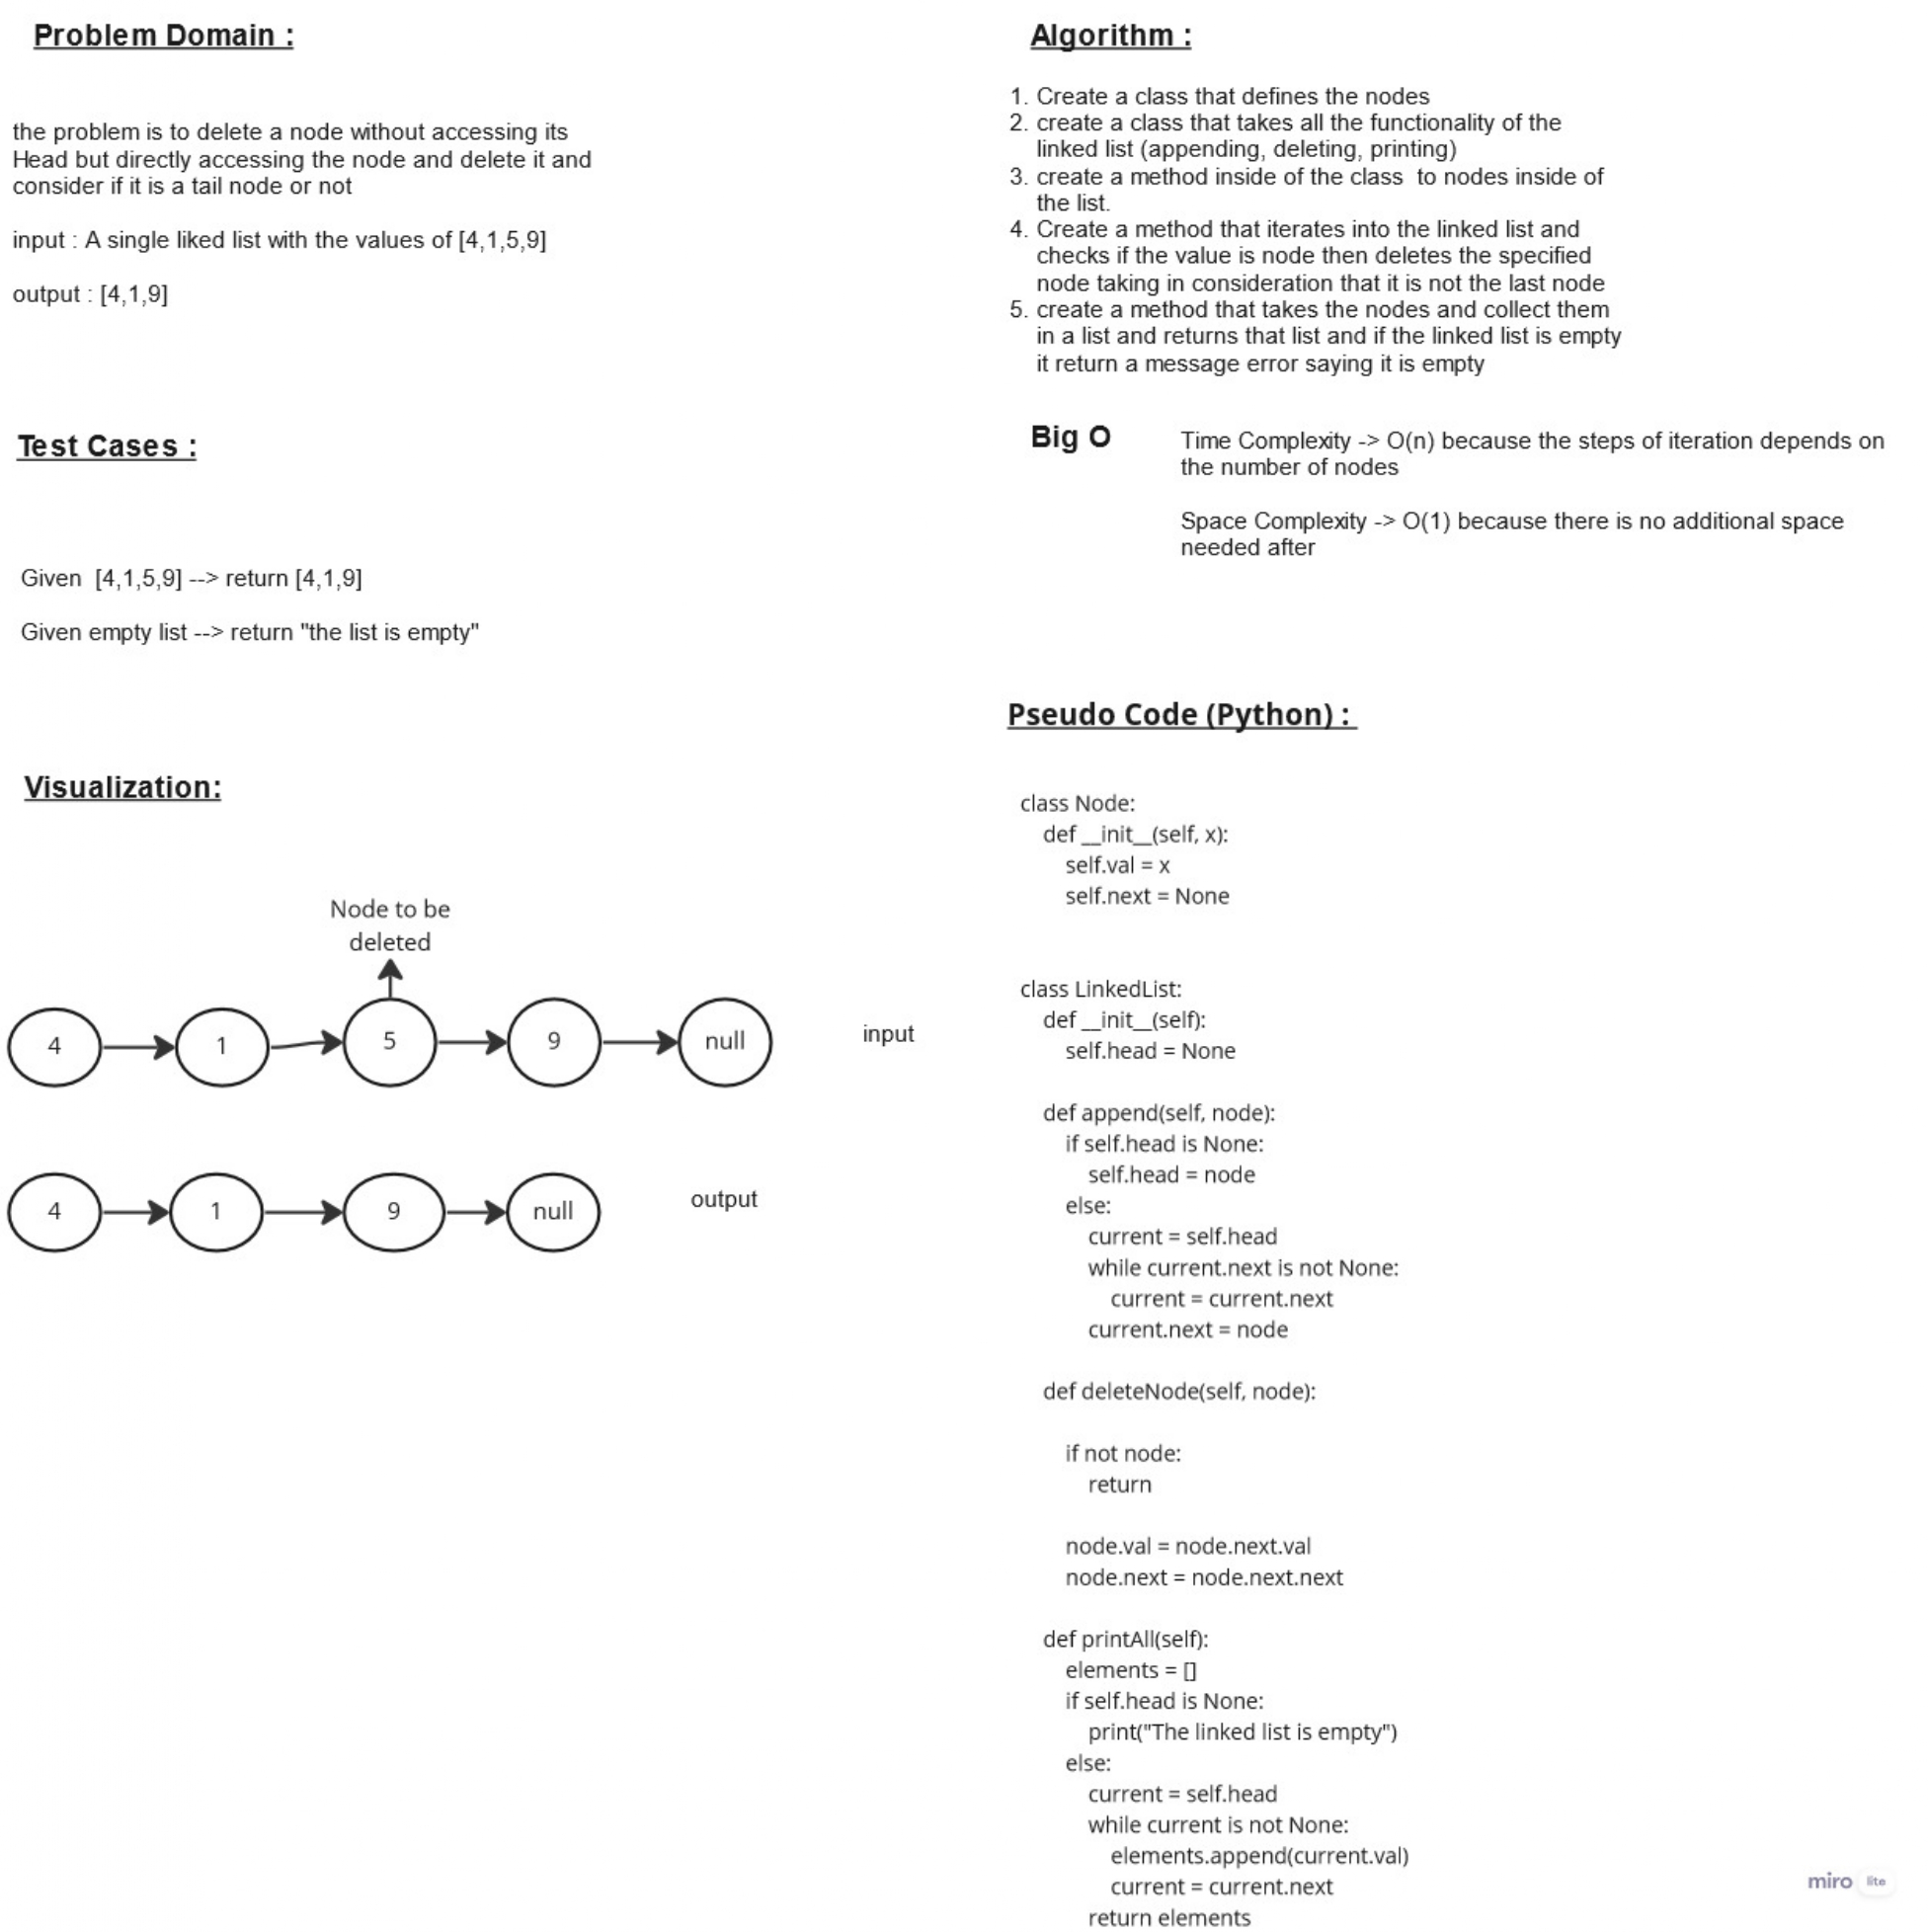 Problem Domain :
the problem is to delete a node without accessing its
Head but directly accessing the node and delete it and
consider if it is a tail node or not
input : A single liked list with the values of [4,1,5,9]
output : [4,1,9]
Test Cases :
Given [4,1,5,9] --> return [4,1,9]
Given empty list --> return "the list is empty"
Visualization:
Node to be
deleted
4
1
5
9
null
input
4
1
9
null
output
Algorithm :
1. Create a class that defines the nodes
2. create a class that takes all the functionality of the
linked list (appending, deleting, printing)
3. create a method inside of the class to nodes inside of
the list.
4. Create a method that iterates into the linked list and
checks if the value is node then deletes the specified
node taking in consideration that it is not the last node
5. create a method that takes the nodes and collect them
in a list and returns that list and if the linked list is empty
it return a message error saying it is empty
Big O
Time Complexity -> O(n) because the steps of iteration depends on
the number of nodes
Space Complexity -> O(1) because there is no additional space
needed after
Pseudo Code (Python) :
class Node:
def __init__(self, x):
self.val = x
self.next = None
class LinkedList:
def __init__(self):
self.head = None
def append(self, node):
if self.head is None:
self.head = node
else:
current = self.head
while current.next is not None:
current = current.next
current.next = node
def deleteNode(self, node):
if not node:
return
node.val = node.next.val
node.next = node.next.next
def printAll(self):
elements = []
if self.head is None:
print("The linked list is empty")
else:
current = self.head
while current is not None:
elements.append(current.val)
current = current.next
return elements
miro lite